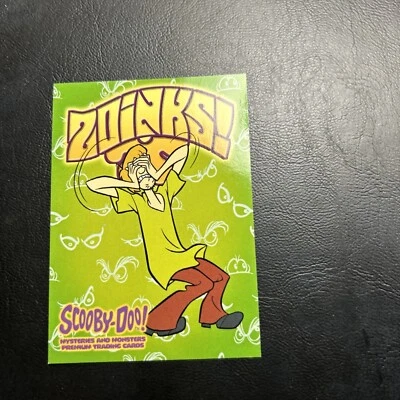 ZOINKS!
SCOOBY-DOO!
MYSTERIES AND MONSTERS
PREMIUM TRADING CARDS